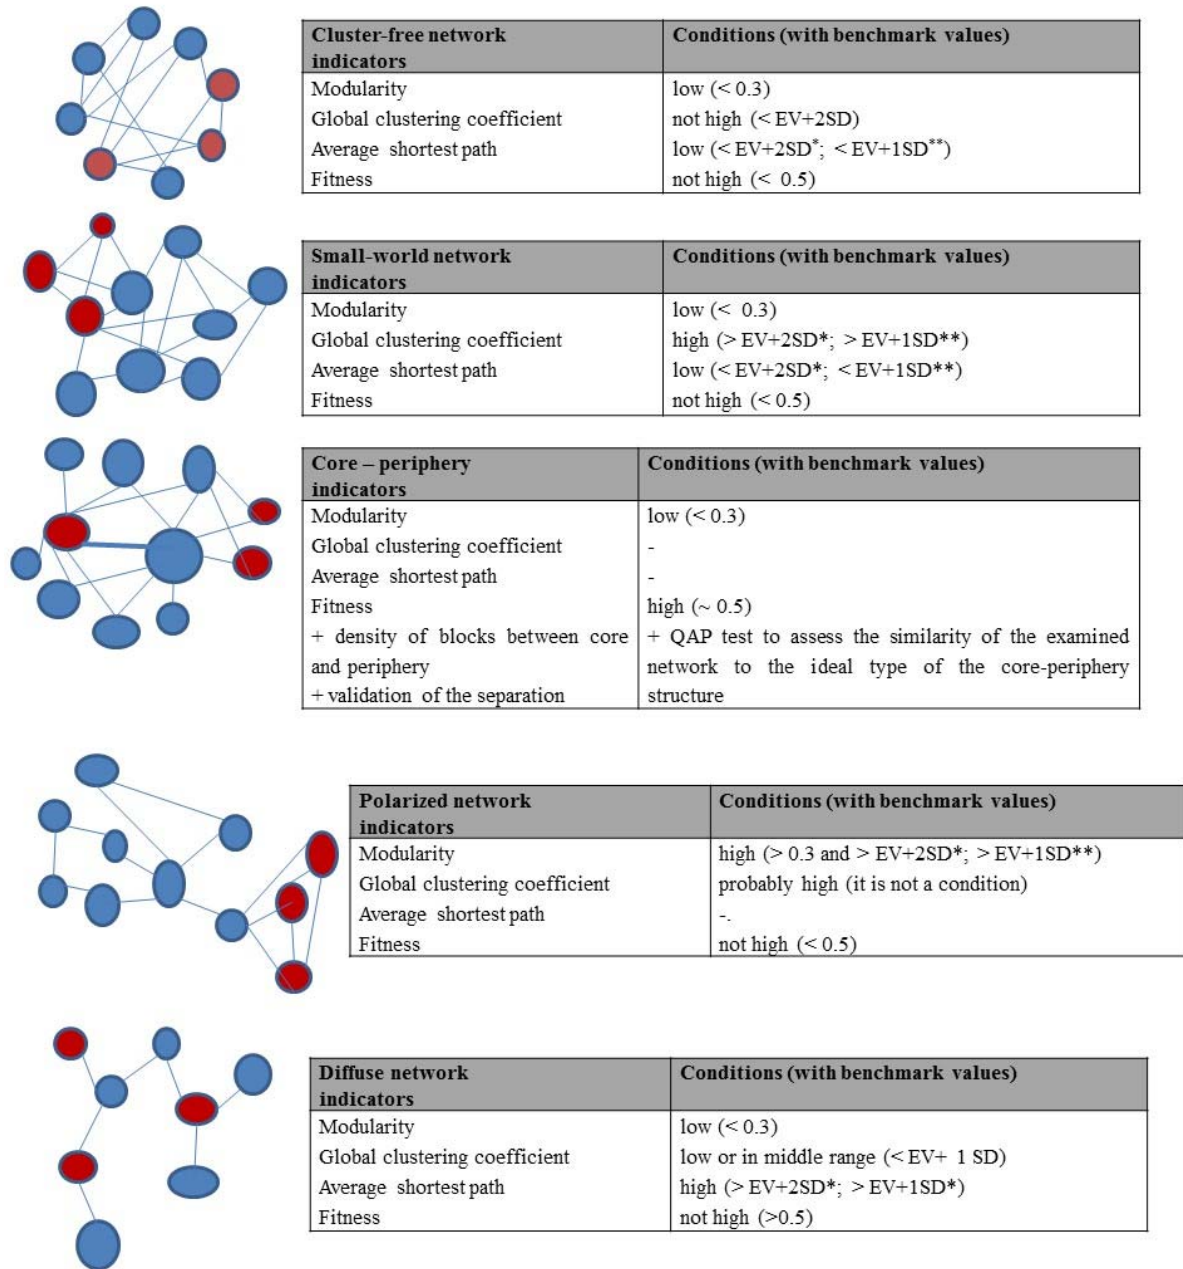 Cluster-free network indicators Conditions (with benchmark values)
Modularity low (< 0.3)
Global clustering coefficient not high (< EV+2SD)
Average shortest path low (< EV+2SD*; < EV+1SD**)
Fitness not high (< 0.5)
Small-world network indicators Conditions (with benchmark values)
Modularity low (< 0.3)
Global clustering coefficient high (> EV+2SD*; > EV+1SD**)
Average shortest path low (< EV+2SD*; < EV+1SD**)
Fitness not high (< 0.5)
Core – periphery indicators Conditions (with benchmark values)
Modularity low (< 0.3)
Global clustering coefficient -
Average shortest path -
Fitness high (~ 0.5)
+ density of blocks between core and periphery + QAP test to assess the similarity of the examined network to the ideal type of the core-periphery structure
+ validation of the separation
Polarized network indicators Conditions (with benchmark values)
Modularity high (> 0.3 and > EV+2SD*; > EV+1SD**)
Global clustering coefficient probably high (it is not a condition)
Average shortest path -.
Fitness not high (< 0.5)
Diffuse network indicators Conditions (with benchmark values)
Modularity low (< 0.3)
Global clustering coefficient low or in middle range (< EV+ 1 SD)
Average shortest path high (> EV+2SD*; > EV+1SD*)
Fitness not high (>0.5)